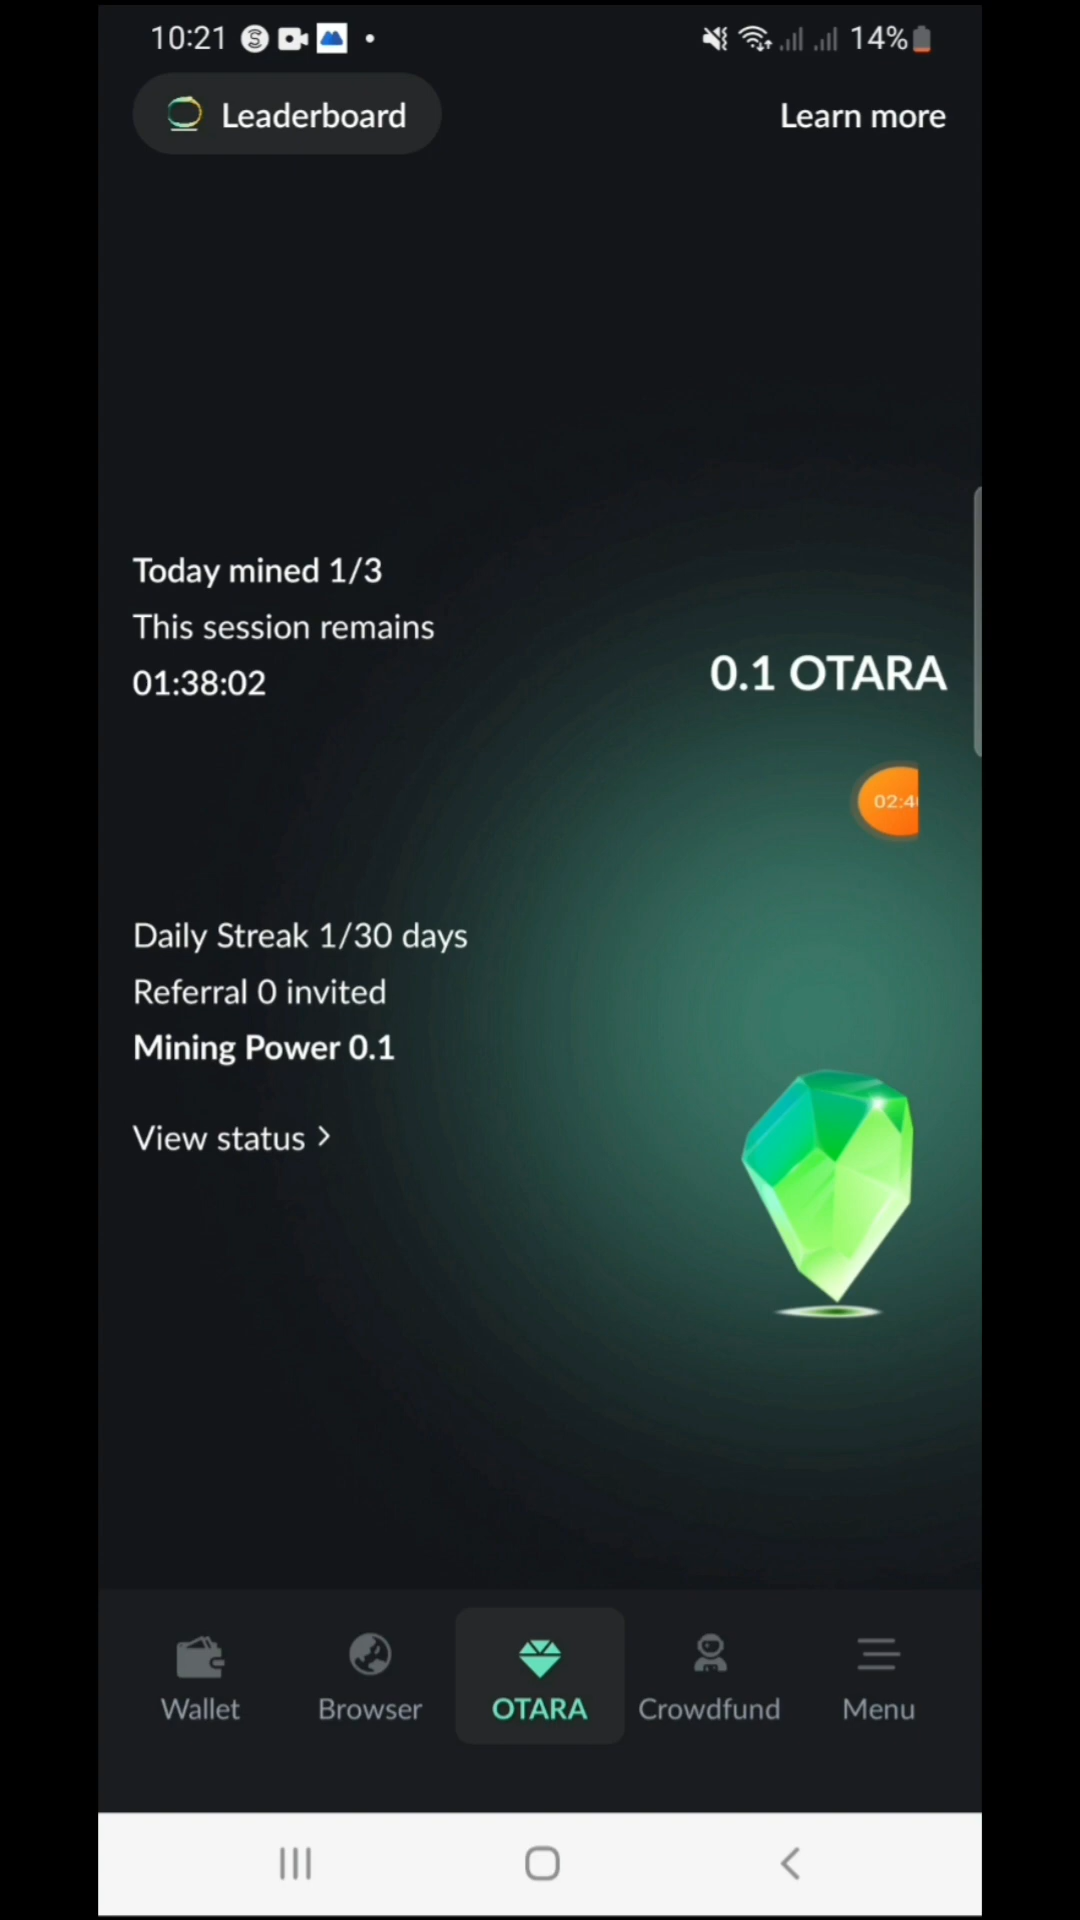 10:21
14%
Leaderboard
Learn more
Today mined 1/3
This session remains
01:38:02
0.1 OTARA
Daily Streak 1/30 days
Referral 0 invited
Mining Power 0.1
View status >
Wallet
Browser
OTARA
Crowdfund
Menu